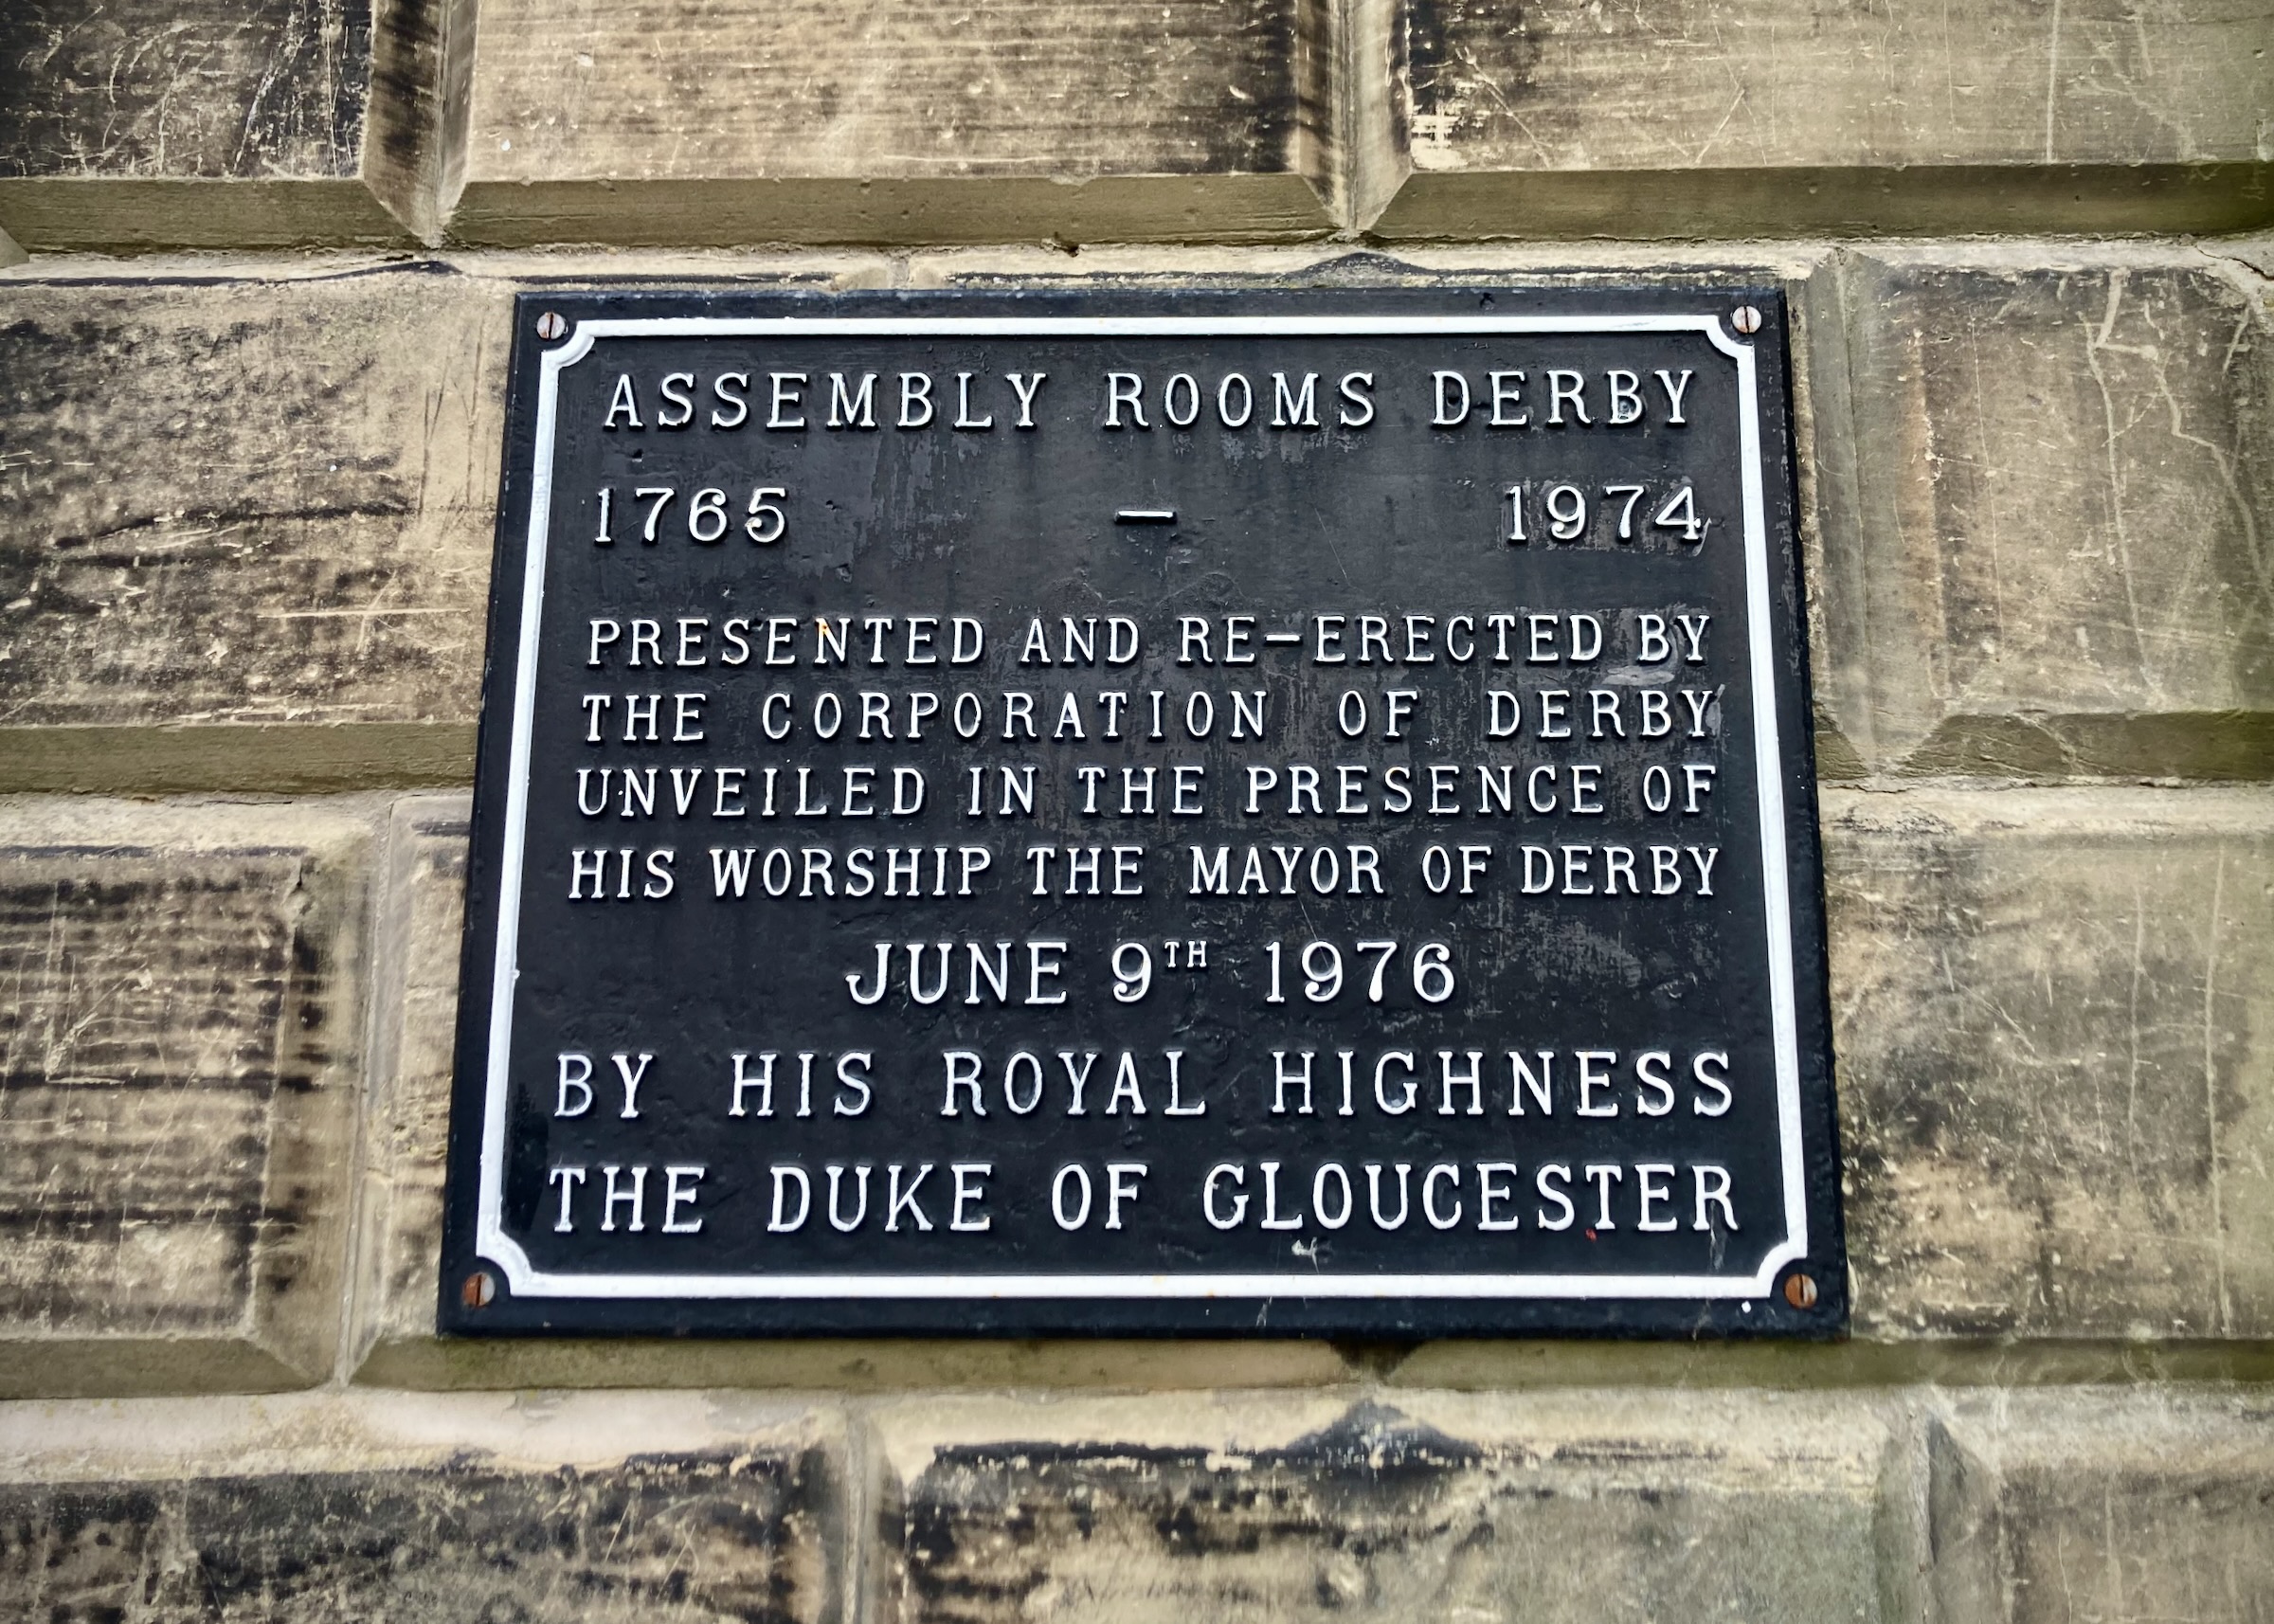 ASSEMBLY ROOMS DERBY
1765 – 1974
PRESENTED AND RE-ERECTED BY
THE CORPORATION OF DERBY
UNVEILED IN THE PRESENCE OF
HIS WORSHIP THE MAYOR OF DERBY
JUNE 9TH 1976
BY HIS ROYAL HIGHNESS
THE DUKE OF GLOUCESTER